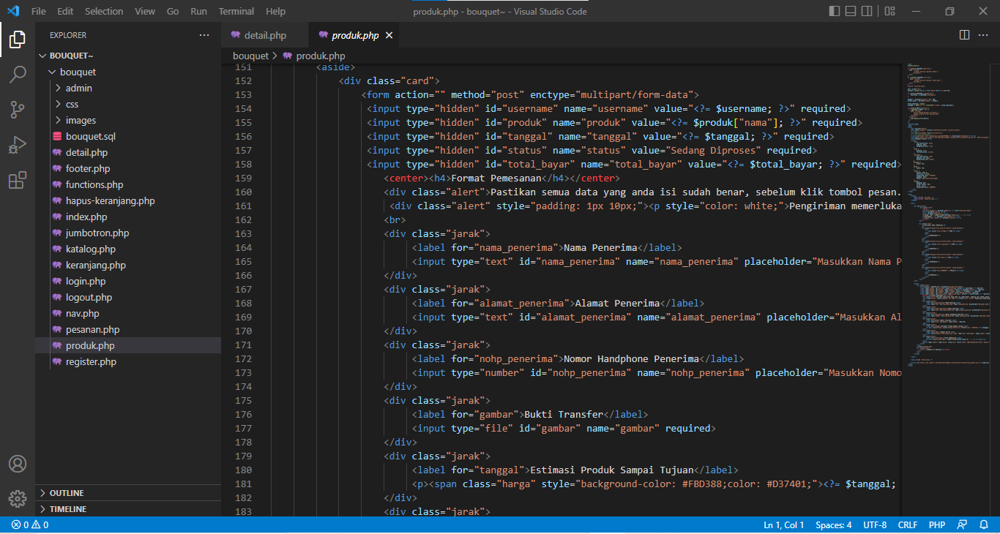 File Edit Selection View Go Run Terminal Help
produk.php - bouquet~ - Visual Studio Code
EXPLORER
BOUQUET~
bouquet
admin
css
images
bouquet.sql
detail.php
footer.php
functions.php
hapus-keranjang.php
index.php
jumbotron.php
katalog.php
keranjang.php
login.php
logout.php
nav.php
pesanan.php
produk.php
register.php
OUTLINE
TIMELINE
detail.php produk.php
bouquet > produk.php
151 <aside>
152 <div class="card">
153 <form action="" method="post" enctype="multipart/form-data">
154 <input type="hidden" id="username" name="username" value="<?= $username; ?>" required>
155 <input type="hidden" id="produk" name="produk" value="<?= $produk["nama"]; ?>" required>
156 <input type="hidden" id="tanggal" name="tanggal" value="<?= $tanggal; ?>" required>
157 <input type="hidden" id="status" name="status" value="Sedang Diproses" required>
158 <input type="hidden" id="total_bayar" name="total_bayar" value="<?= $total_bayar; ?>" required>
159 <center><h4>Format Pemesanan</h4></center>
160 <div class="alert">Pastikan semua data yang anda isi sudah benar, sebelum klik tombol pesan.
161 <div class="alert" style="padding: 1px 10px;"><p style="color: white;">Pengiriman memerluka
162 <br>
163 <div class="jarak">
164 <label for="nama_penerima">Nama Penerima</label>
165 <input type="text" id="nama_penerima" name="nama_penerima" placeholder="Masukkan Nama P
166 </div>
167 <div class="jarak">
168 <label for="alamat_penerima">Alamat Penerima</label>
169 <input type="text" id="alamat_penerima" name="alamat_penerima" placeholder="Masukkan Al
170 </div>
171 <div class="jarak">
172 <label for="nohp_penerima">Nomor Handphone Penerima</label>
173 <input type="number" id="nohp_penerima" name="nohp_penerima" placeholder="Masukkan Nomo
174 </div>
175 <div class="jarak">
176 <label for="gambar">Bukti Transfer</label>
177 <input type="file" id="gambar" name="gambar" required>
178 </div>
179 <div class="jarak">
180 <label for="tanggal">Estimasi Produk Sampai Tujuan</label>
181 <p><span class="harga" style="background-color: #FBD388;color: #D37401;"><?= $tanggal;
182 </div>
183 <div class="jarak">
0 0
Ln 1, Col 1 Spaces: 4 UTF-8 CRLF PHP